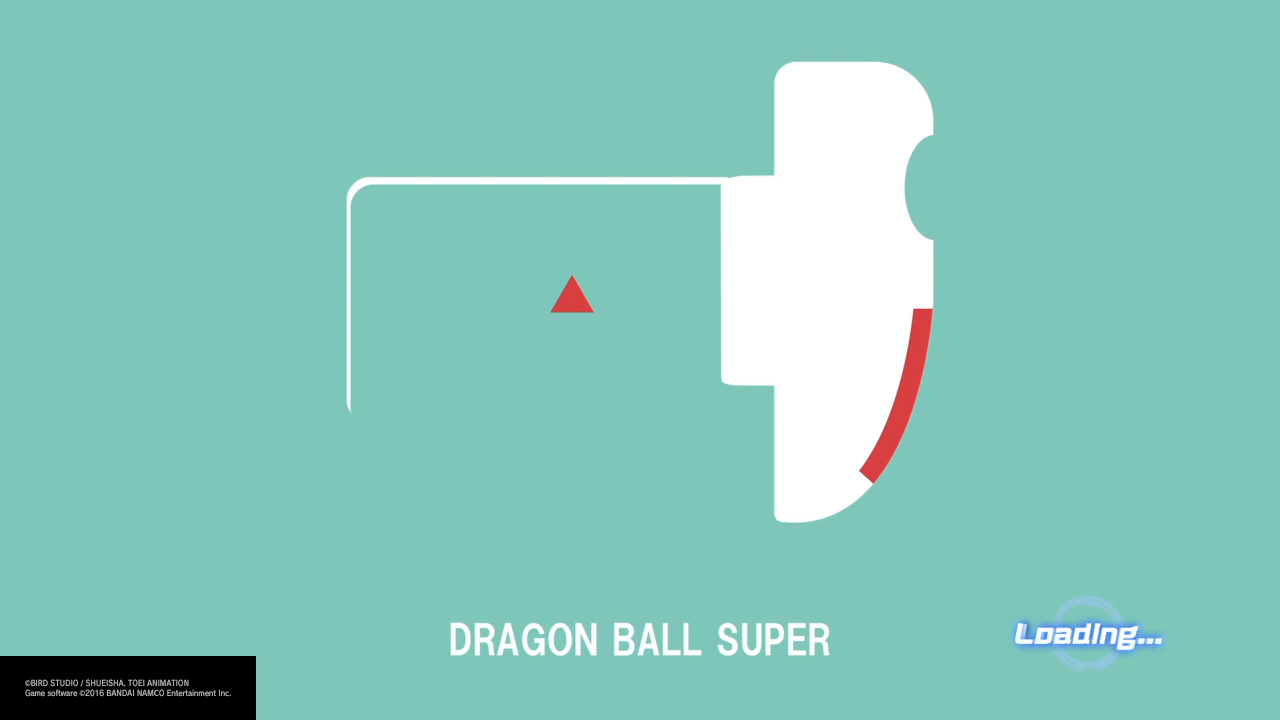 DRAGON BALL SUPER
Loading...
©BIRD STUDIO / SHUEISHA, TOEI ANIMATION
Game software ©2016 BANDAI NAMCO Entertainment Inc.